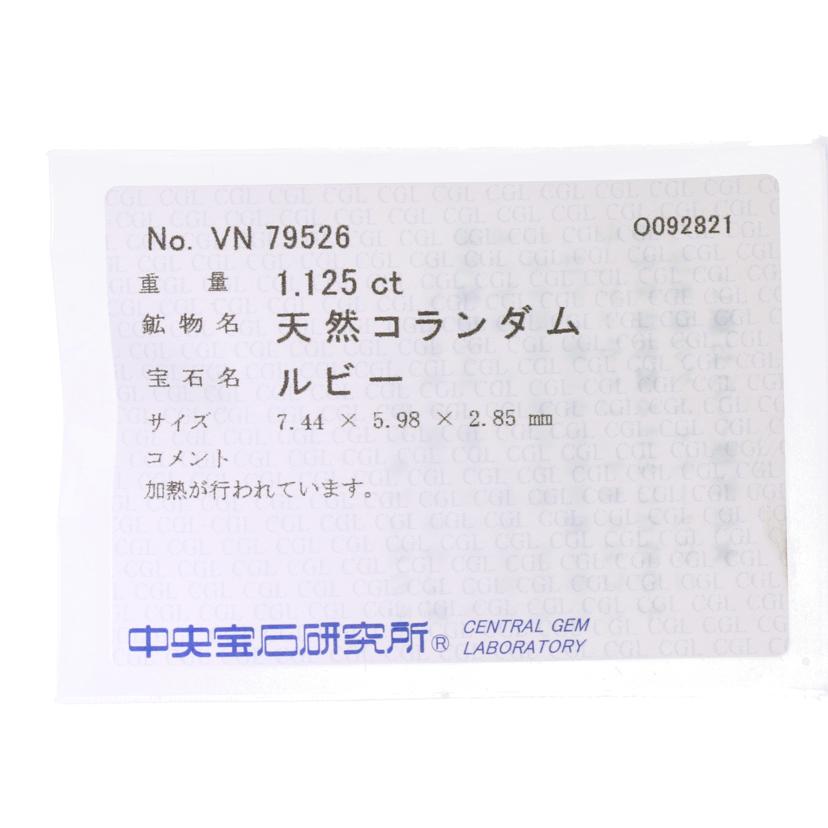 No. VN 79526 O092821
重量 1.125 ct
鉱物名 天然コランダム
宝石名 ルビー
サイズ 7.44 × 5.98 × 2.85 mm
コメント
加熱が行われています。
中央宝石研究所® CENTRAL GEM
LABORATORY